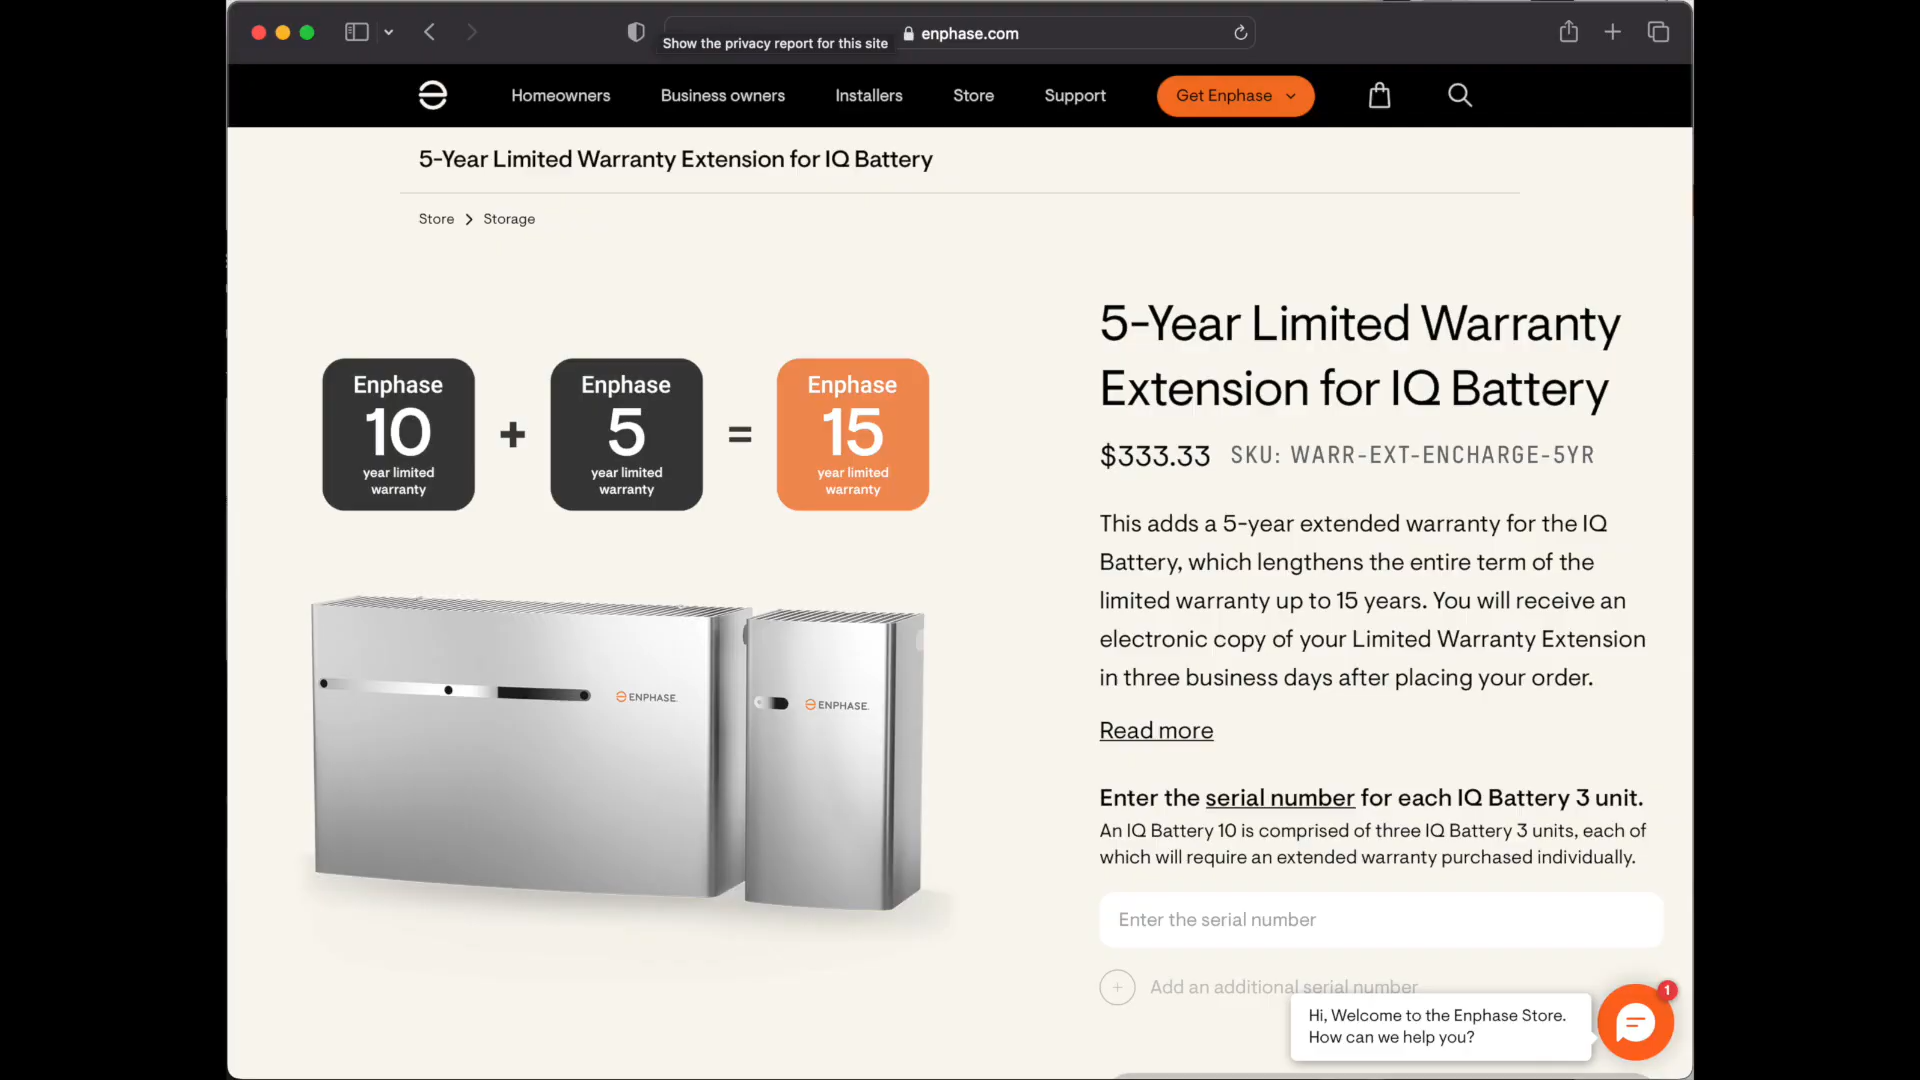 enphase.com
Show the privacy report for this site
Homeowners
Business owners
Installers
Store
Support
Get Enphase
5-Year Limited Warranty Extension for IQ Battery
Store
Storage
Enphase
10
year limited
warranty
+
Enphase
5
year limited
warranty
=
Enphase
15
year limited
warranty
ENPHASE.
ENPHASE.
5-Year Limited Warranty
Extension for IQ Battery
$333.33 SKU: WARR-EXT-ENCHARGE-5YR
This adds a 5-year extended warranty for the IQ
Battery, which lengthens the entire term of the
limited warranty up to 15 years. You will receive an
electronic copy of your Limited Warranty Extension
in three business days after placing your order.
Read more
Enter the serial number for each IQ Battery 3 unit.
An IQ Battery 10 is comprised of three IQ Battery 3 units, each of
which will require an extended warranty purchased individually.
Enter the serial number
Add an additional serial number
Hi, Welcome to the Enphase Store.
How can we help you?
1